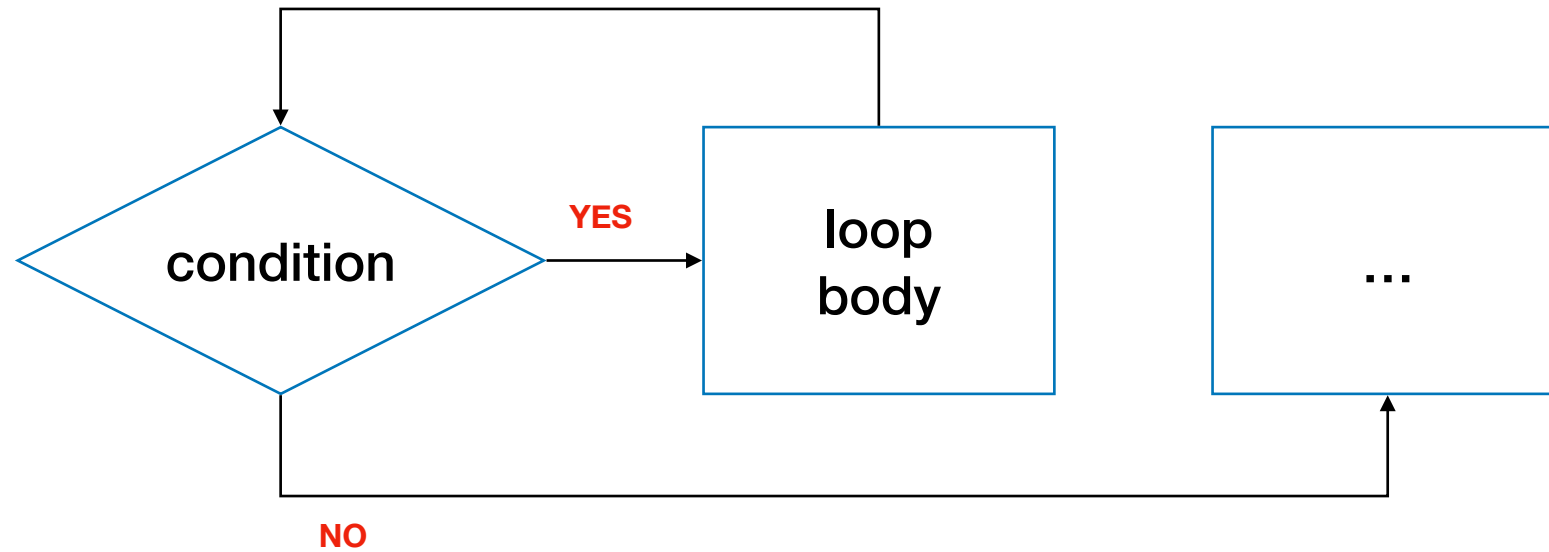 condition
YES
loop
body
...
NO